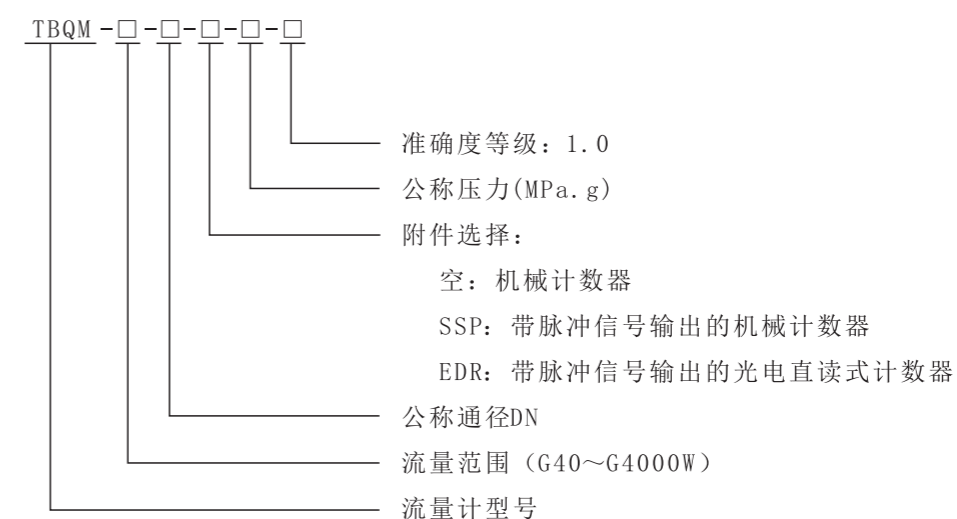 TBQM-□-□-□-□-□
准确度等级：1.0
公称压力(MPa.g)
附件选择：
空：机械计数器
SSP：带脉冲信号输出的机械计数器
EDR：带脉冲信号输出的光电直读式计数器
公称通径DN
流量范围（G40～G4000W）
流量计型号